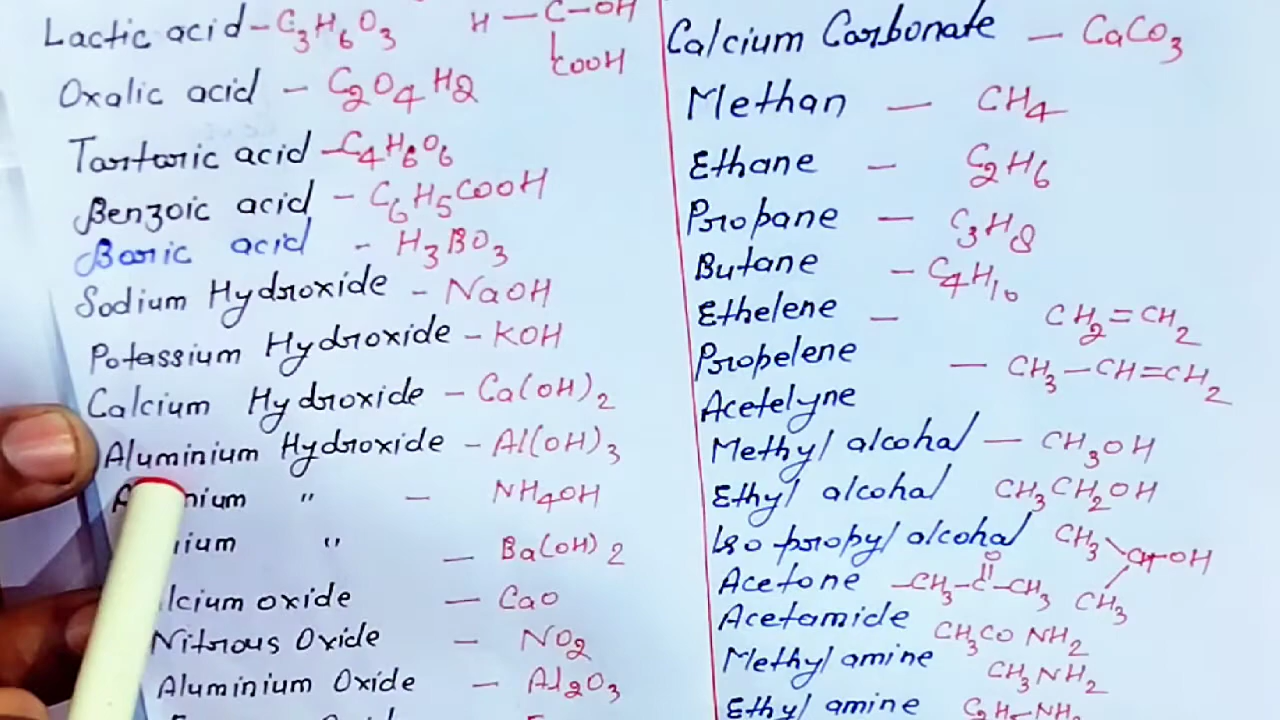 Lactic acid - C3H6O3
H — C — OH
COOH
Oxalic acid - C2O4H2
Tartaric acid - C4H6O6
Benzoic acid - C6H5COOH
Boric acid - H3BO3
Sodium Hydroxide - NaOH
Potassium Hydroxide - KOH
Calcium Hydroxide - Ca(OH)2
Aluminium Hydroxide - Al(OH)3
nium " - NH4OH
ium " - Ba(OH)2
lcium oxide - CaO
Nitrous Oxide - NO2
Aluminium Oxide - Al2O3
Calcium Carbonate - CaCO3
Methan - CH4
Ethane - C2H6
Propane - C3H8
Butane - C4H10
Ethelene - CH2=CH2
Propelene - CH3-CH=CH2
Acetelyne
Methyl alcohal - CH3OH
Ethyl alcohal CH3CH2OH
Iso propyl alcohal CH3 CH-OH
CH3
O
Acetone - CH3-C-CH3
Acetamide CH3CONH2
Methyl amine CH3NH2
Ethyl amine C2H5-NH2